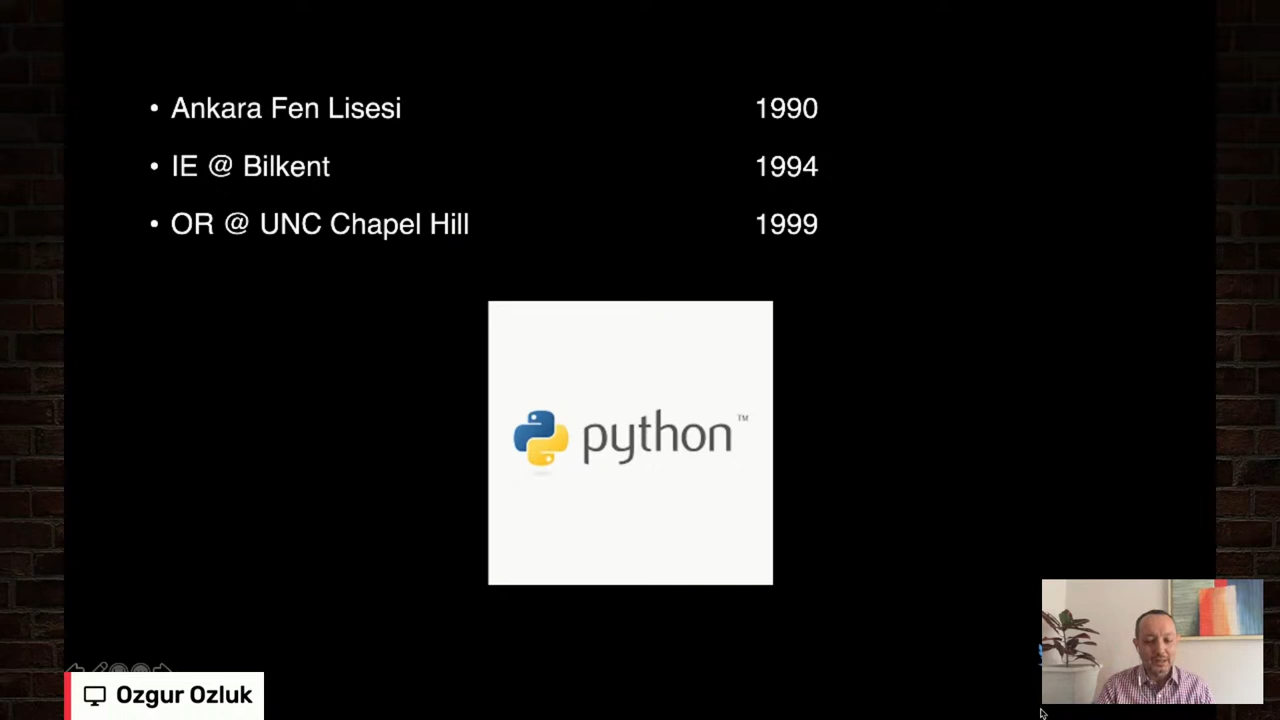 • Ankara Fen Lisesi 1990
• IE @ Bilkent 1994
• OR @ UNC Chapel Hill 1999
python™
Ozgur Ozluk